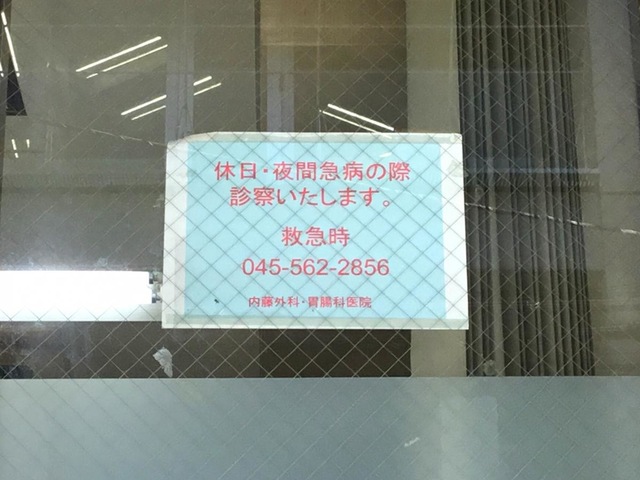 休日・夜間急病の際
診察いたします。
救急時
045-562-2856
内藤外科・胃腸科医院